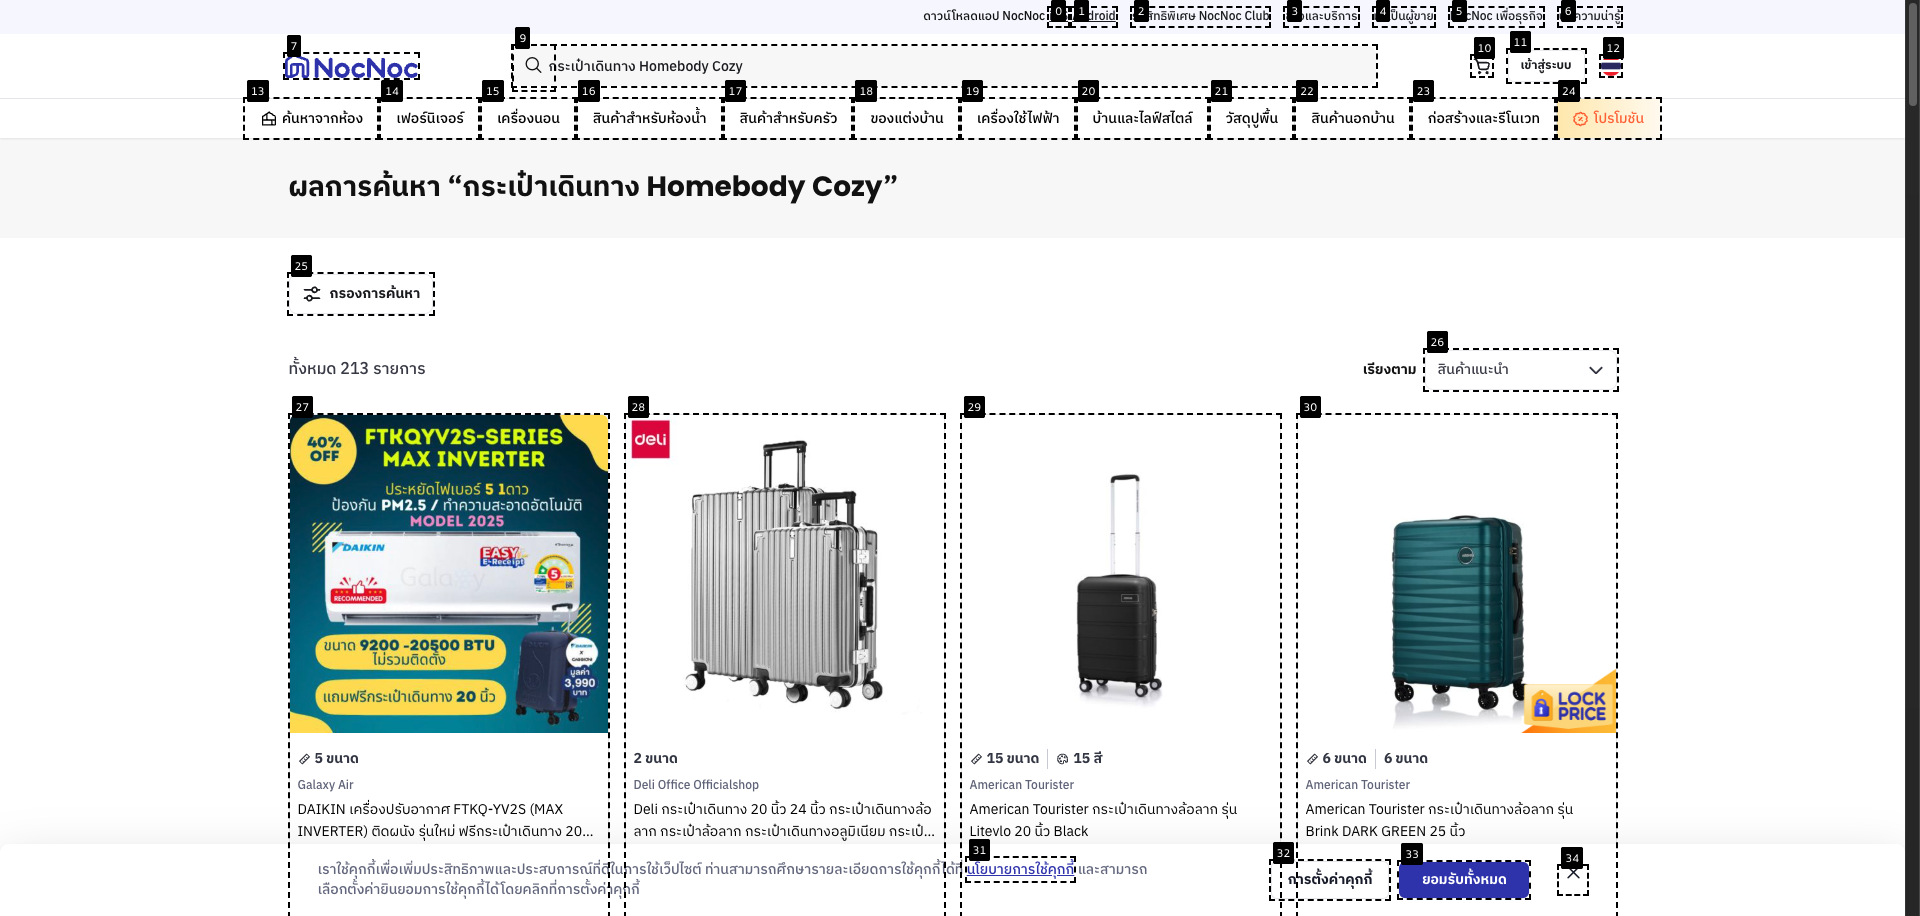 ดาวน์โหลดแอป NocNoc
0
1
2
สิทธิพิเศษ NocNoc Club
3
และบริการ
4
เป็นผู้ขาย
5
cNoc เพื่อธุรกิจ
6
ความน่ารู้
7
NocNoc
9
กระเป๋าเดินทาง Homebody Cozy
10
11
เข้าสู่ระบบ
12
13
ค้นหาจากห้อง
14
เฟอร์นิเจอร์
15
เครื่องนอน
16
สินค้าสำหรับห้องน้ำ
17
สินค้าสำหรับครัว
18
ของแต่งบ้าน
19
เครื่องใช้ไฟฟ้า
20
บ้านและไลฟ์สไตล์
21
วัสดุปูพื้น
22
สินค้านอกบ้าน
23
ก่อสร้างและรีโนเวท
24
โปรโมชัน
ผลการค้นหา “กระเป๋าเดินทาง Homebody Cozy”
25
กรองการค้นหา
ทั้งหมด 213 รายการ
เรียงตาม
26
สินค้าแนะนำ
27
40% OFF
FTKQYV2S-SERIES
MAX INVERTER
ประหยัดไฟเบอร์ 5 1ดาว
ป้องกัน PM2.5 / ทำความสะอาดอัตโนมัติ
MODEL 2025
DAIKIN
EASY
E-Receipt
Galaxy
5
RECOMMENDED
ขนาด 9200 -20500 BTU
ไม่รวมติดตั้ง
แถมฟรีกระเป๋าเดินทาง 20 นิ้ว
DAIKIN
X
มูลค่า
3,990
บาท
5 ขนาด
Galaxy Air
DAIKIN เครื่องปรับอากาศ FTKQ-YV2S (MAX
INVERTER) ติดผนัง รุ่นใหม่ ฟรีกระเป๋าเดินทาง 20...
28
deli
2 ขนาด
Deli Office Officialshop
Deli กระเป๋าเดินทาง 20 นิ้ว 24 นิ้ว กระเป๋าเดินทางล้อ
ลาก กระเป๋าล้อลาก กระเป๋าเดินทางอลูมิเนียม กระเป๋...
29
15 ขนาด
15 สี
American Tourister
American Tourister กระเป๋าเดินทางล้อลาก รุ่น
Litevlo 20 นิ้ว Black
30
LOCK
PRICE
6 ขนาด
6 ขนาด
American Tourister
American Tourister กระเป๋าเดินทางล้อลาก รุ่น
Brink DARK GREEN 25 นิ้ว
เราใช้คุกกี้เพื่อเพิ่มประสิทธิภาพและประสบการณ์ที่ดีในการใช้เว็ปไซต์ ท่านสามารถศึกษารายละเอียดการใช้คุกกี้ได้ที่ นโยบายการใช้คุกกี้ และสามารถ
เลือกตั้งค่ายินยอมการใช้คุกกี้ได้โดยคลิกที่การตั้งค่าคุกกี้
31
32
การตั้งค่าคุกกี้
33
ยอมรับทั้งหมด
34